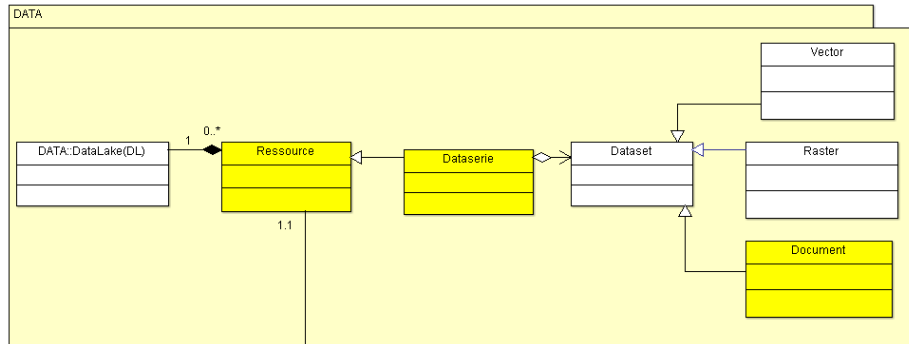 DATA
Vector
0..*
1
DATA::DataLake(DL)
Ressource
Dataserie
Dataset
Raster
1.1
Document